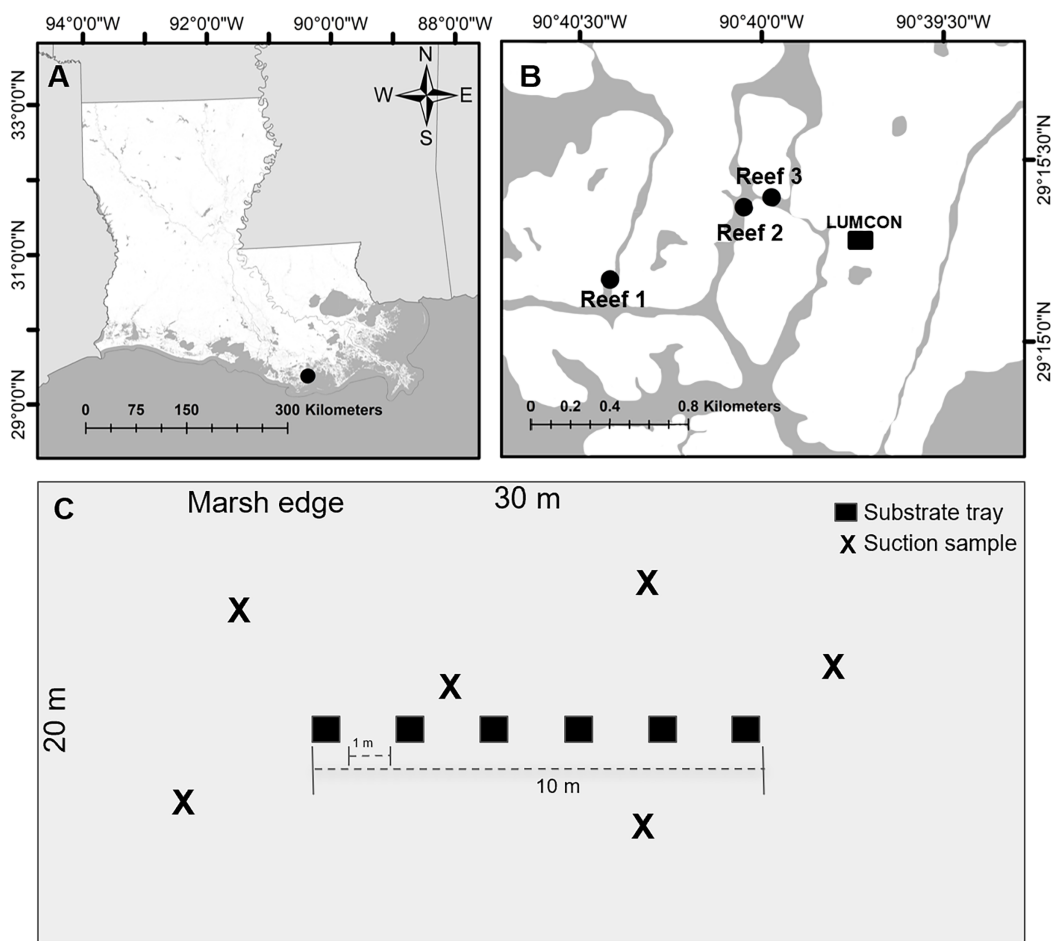 94°0'0"W 92°0'0"W 90°0'0"W 88°0'0"W
90°40'30"W 90°40'0"W 90°39'30"W
A
N
W E
S
33°0'0"N
31°0'0"N
29°0'0"N
0 75 150 300 Kilometers
B
Reef 3
Reef 2
LUMCON
Reef 1
29°15'30"N
29°15'0"N
0 0.2 0.4 0.8 Kilometers
C
Marsh edge
30 m
Substrate tray
X Suction sample
X
X
X
X
20 m
1 m
10 m
X
X